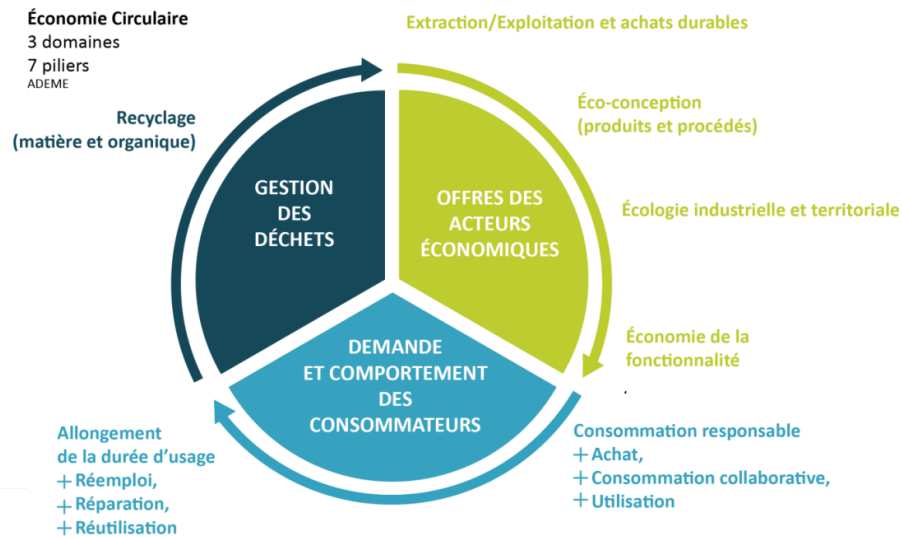 Économie Circulaire
3 domaines
7 piliers
ADEME
Extraction/Exploitation et achats durables
Éco-conception
(produits et procédés)
Écologie industrielle et territoriale
Économie de la
fonctionnalité
Recyclage
(matière et organique)
GESTION
DES
DÉCHETS
OFFRES DES
ACTEURS
ÉCONOMIQUES
DEMANDE
ET COMPORTEMENT
DES
CONSOMMATEURS
Consommation responsable
+ Achat,
+ Consommation collaborative,
+ Utilisation
Allongement
de la durée d’usage
+ Réemploi,
+ Réparation,
+ Réutilisation